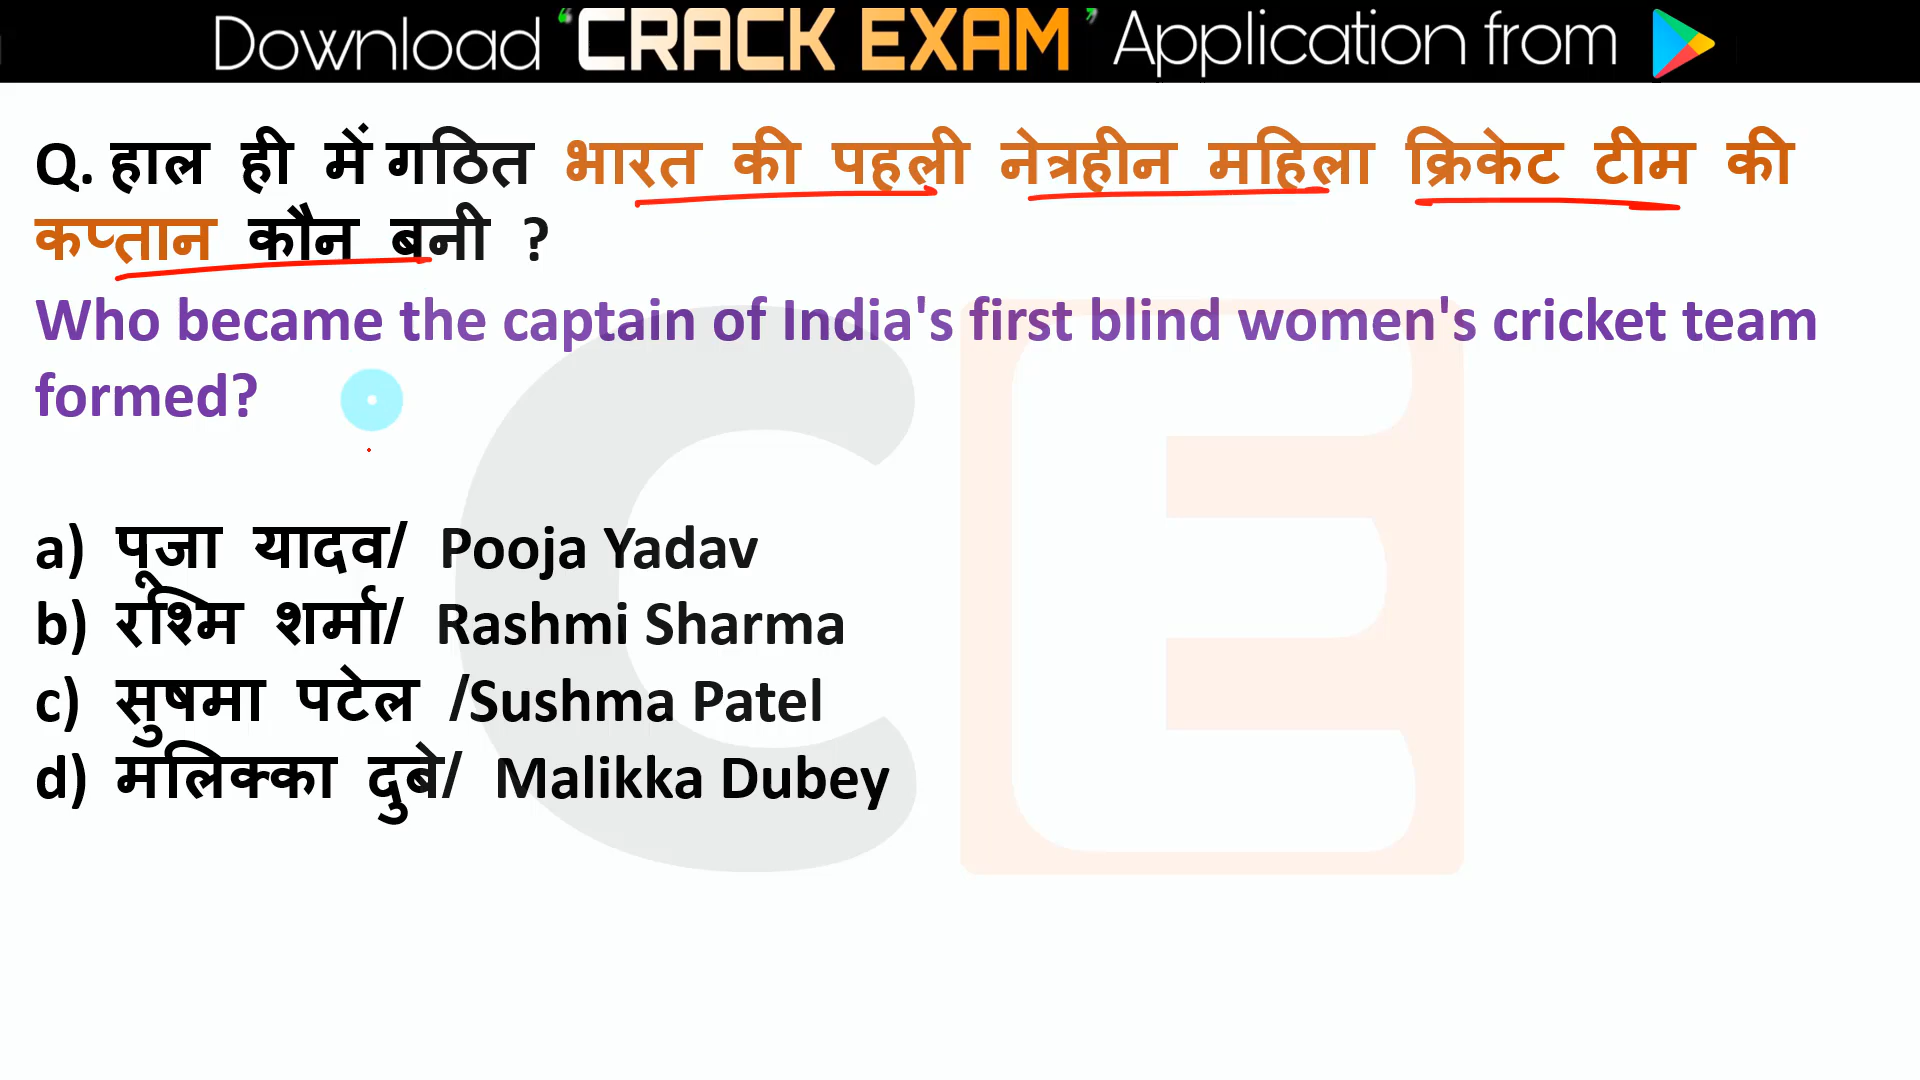 Download ‘CRACK EXAM’ Application from
Q. हाल ही में गठित भारत की पहली नेत्रहीन महिला क्रिकेट टीम की
कप्तान कौन बनी ?
Who became the captain of India's first blind women's cricket team
formed?
a) पूजा यादव/ Pooja Yadav
b) रश्मि शर्मा/ Rashmi Sharma
c) सुषमा पटेल /Sushma Patel
d) मलिक्का दुबे/ Malikka Dubey
CE